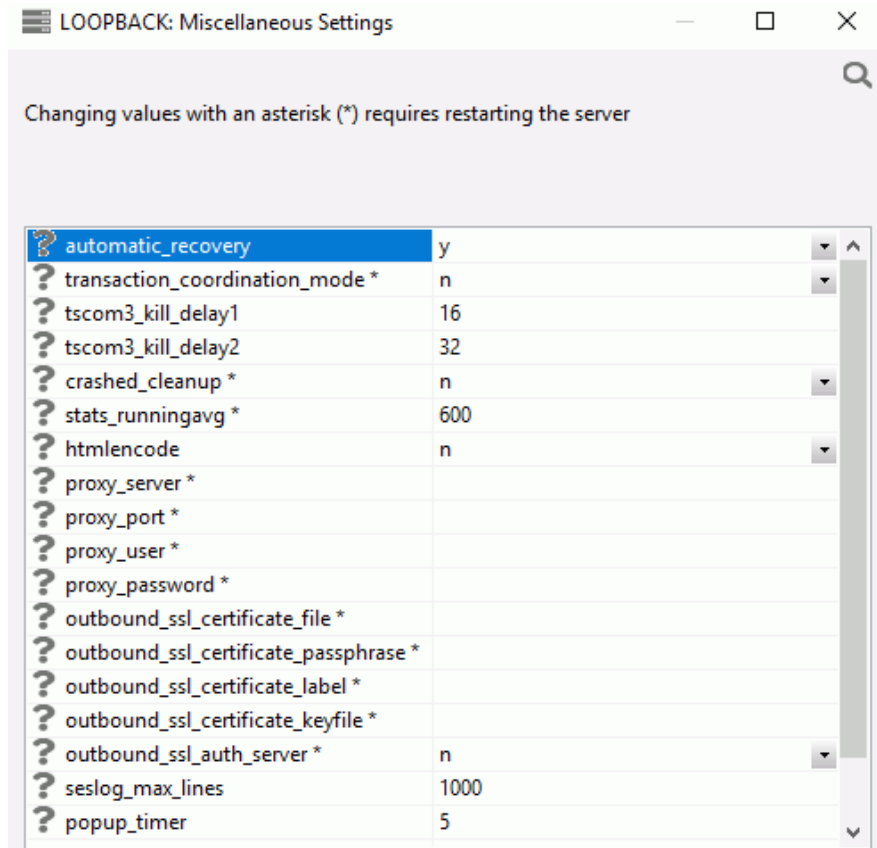 LOOPBACK: Miscellaneous Settings
Changing values with an asterisk (*) requires restarting the server
automatic_recovery y
transaction_coordination_mode * n
tscom3_kill_delay1 16
tscom3_kill_delay2 32
crashed_cleanup * n
stats_runningavg * 600
htmlencode n
proxy_server *
proxy_port *
proxy_user *
proxy_password *
outbound_ssl_certificate_file *
outbound_ssl_certificate_passphrase *
outbound_ssl_certificate_label *
outbound_ssl_certificate_keyfile *
outbound_ssl_auth_server * n
seslog_max_lines 1000
popup_timer 5